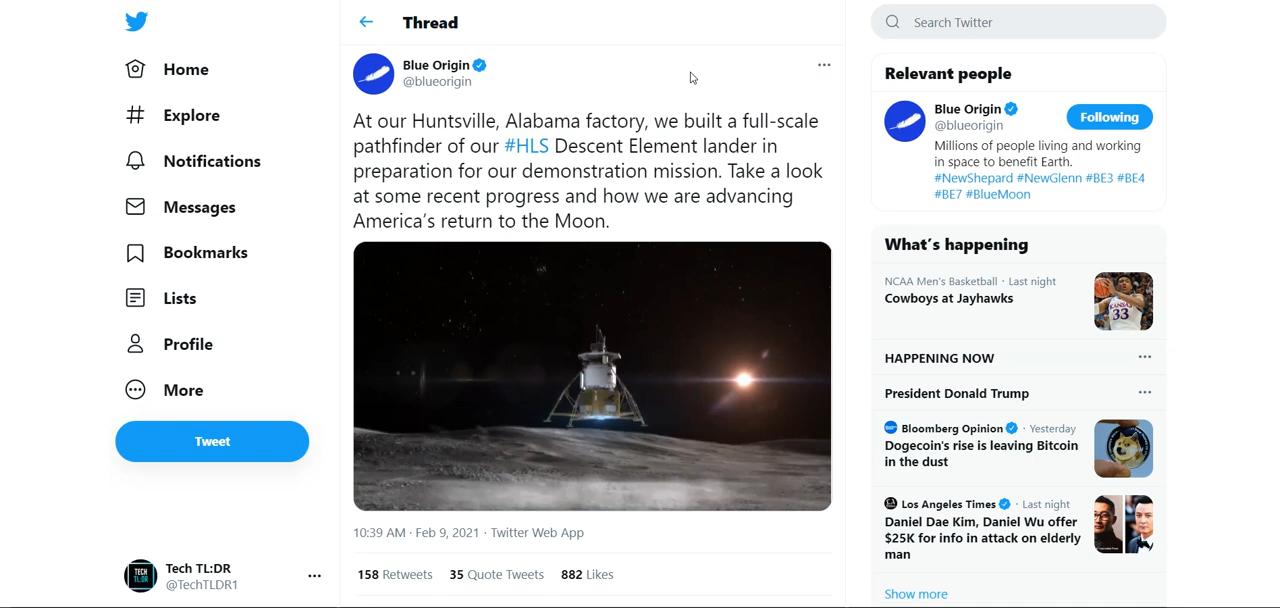 Home
Explore
Notifications
Messages
Bookmarks
Lists
Profile
More
Tweet
Tech TL:DR
@TechTLDR1
Thread
Blue Origin
@blueorigin
At our Huntsville, Alabama factory, we built a full-scale
pathfinder of our #HLS Descent Element lander in
preparation for our demonstration mission. Take a look
at some recent progress and how we are advancing
America’s return to the Moon.
10:39 AM · Feb 9, 2021 · Twitter Web App
158 Retweets 35 Quote Tweets 882 Likes
Search Twitter
Relevant people
Blue Origin
@blueorigin
Following
Millions of people living and working
in space to benefit Earth.
#NewShepard #NewGlenn #BE3 #BE4
#BE7 #BlueMoon
What’s happening
NCAA Men's Basketball · Last night
Cowboys at Jayhawks
KANSAS
33
HAPPENING NOW
President Donald Trump
Bloomberg Opinion · Yesterday
Dogecoin's rise is leaving Bitcoin
in the dust
Los Angeles Times · Last night
Daniel Dae Kim, Daniel Wu offer
$25K for info in attack on elderly
man
Show more